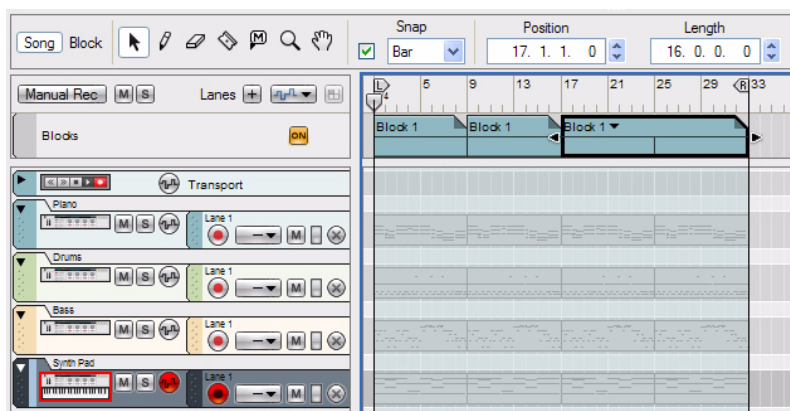 Snap Position Length
Song Block M Bar 17. 1. 1. 0 16. 0. 0. 0
Manual Rec M S Lanes + L 5 9 13 17 21 25 29 R 33
4
Blocks ON Block 1 Block 1 Block 1
Transport
Piano
M S Lane 1 M
Drums
M S Lane 1 M
Bass
M S Lane 1 M
Synth Pad
M S Lane 1 M